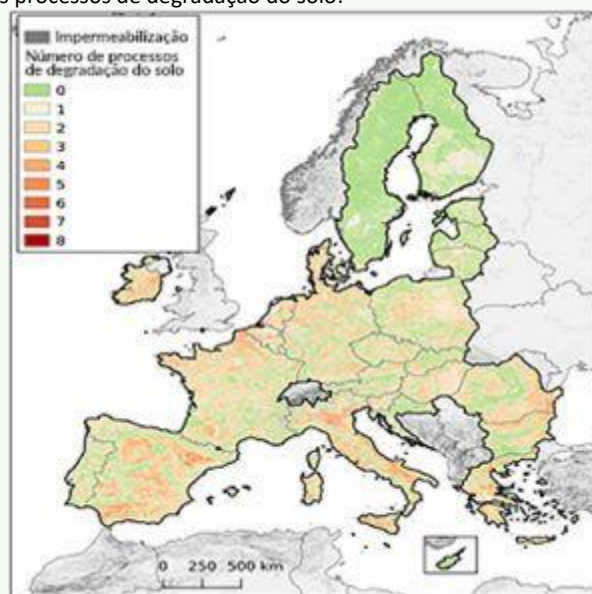 s processos de degradação do solo:
Impermeabilização
Número de processos
de degradação do solo
0
1
2
3
4
5
6
7
8
0 250 500 km